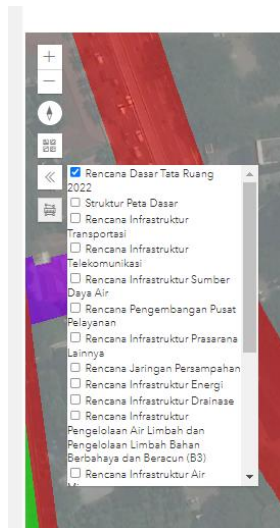 Rencana Dasar Tata Ruang
2022
Struktur Peta Dasar
Rencana Infrastruktur
Transportasi
Rencana Infrastruktur
Telekomunikasi
Rencana Infrastruktur Sumber
Daya Air
Rencana Pengembangan Pusat
Pelayanan
Rencana Infrastruktur Prasarana
Lainnya
Rencana Jaringan Persampahan
Rencana Infrastruktur Energi
Rencana Infrastruktur Drainase
Rencana Infrastruktur
Pengelolaan Air Limbah dan
Pengelolaan Limbah Bahan
Berbahaya dan Beracun (B3)
Rencana Infrastruktur Air